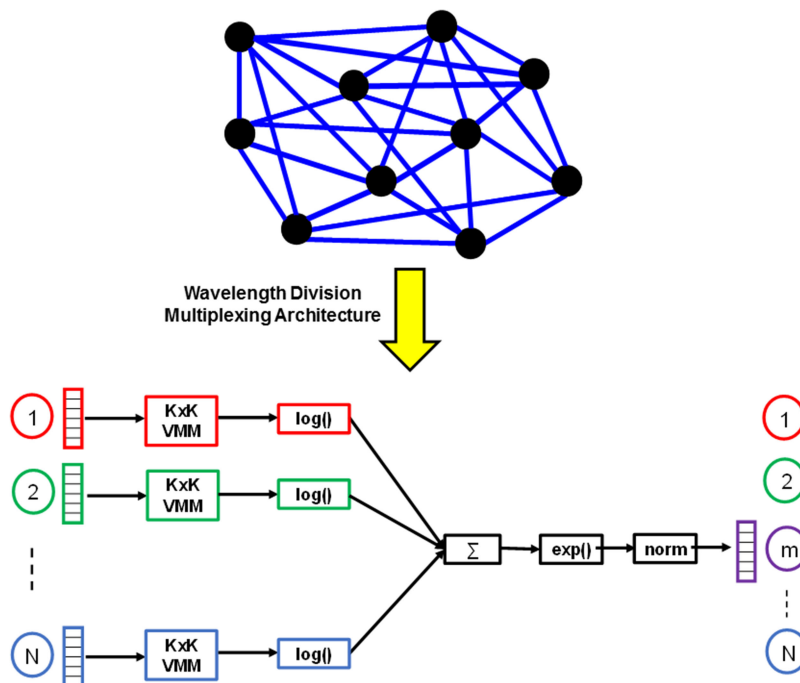 Wavelength Division
Multiplexing Architecture
1
KxK
VMM
log()
1
2
KxK
VMM
log()
2
∑
exp()
norm
m
N
KxK
VMM
log()
N